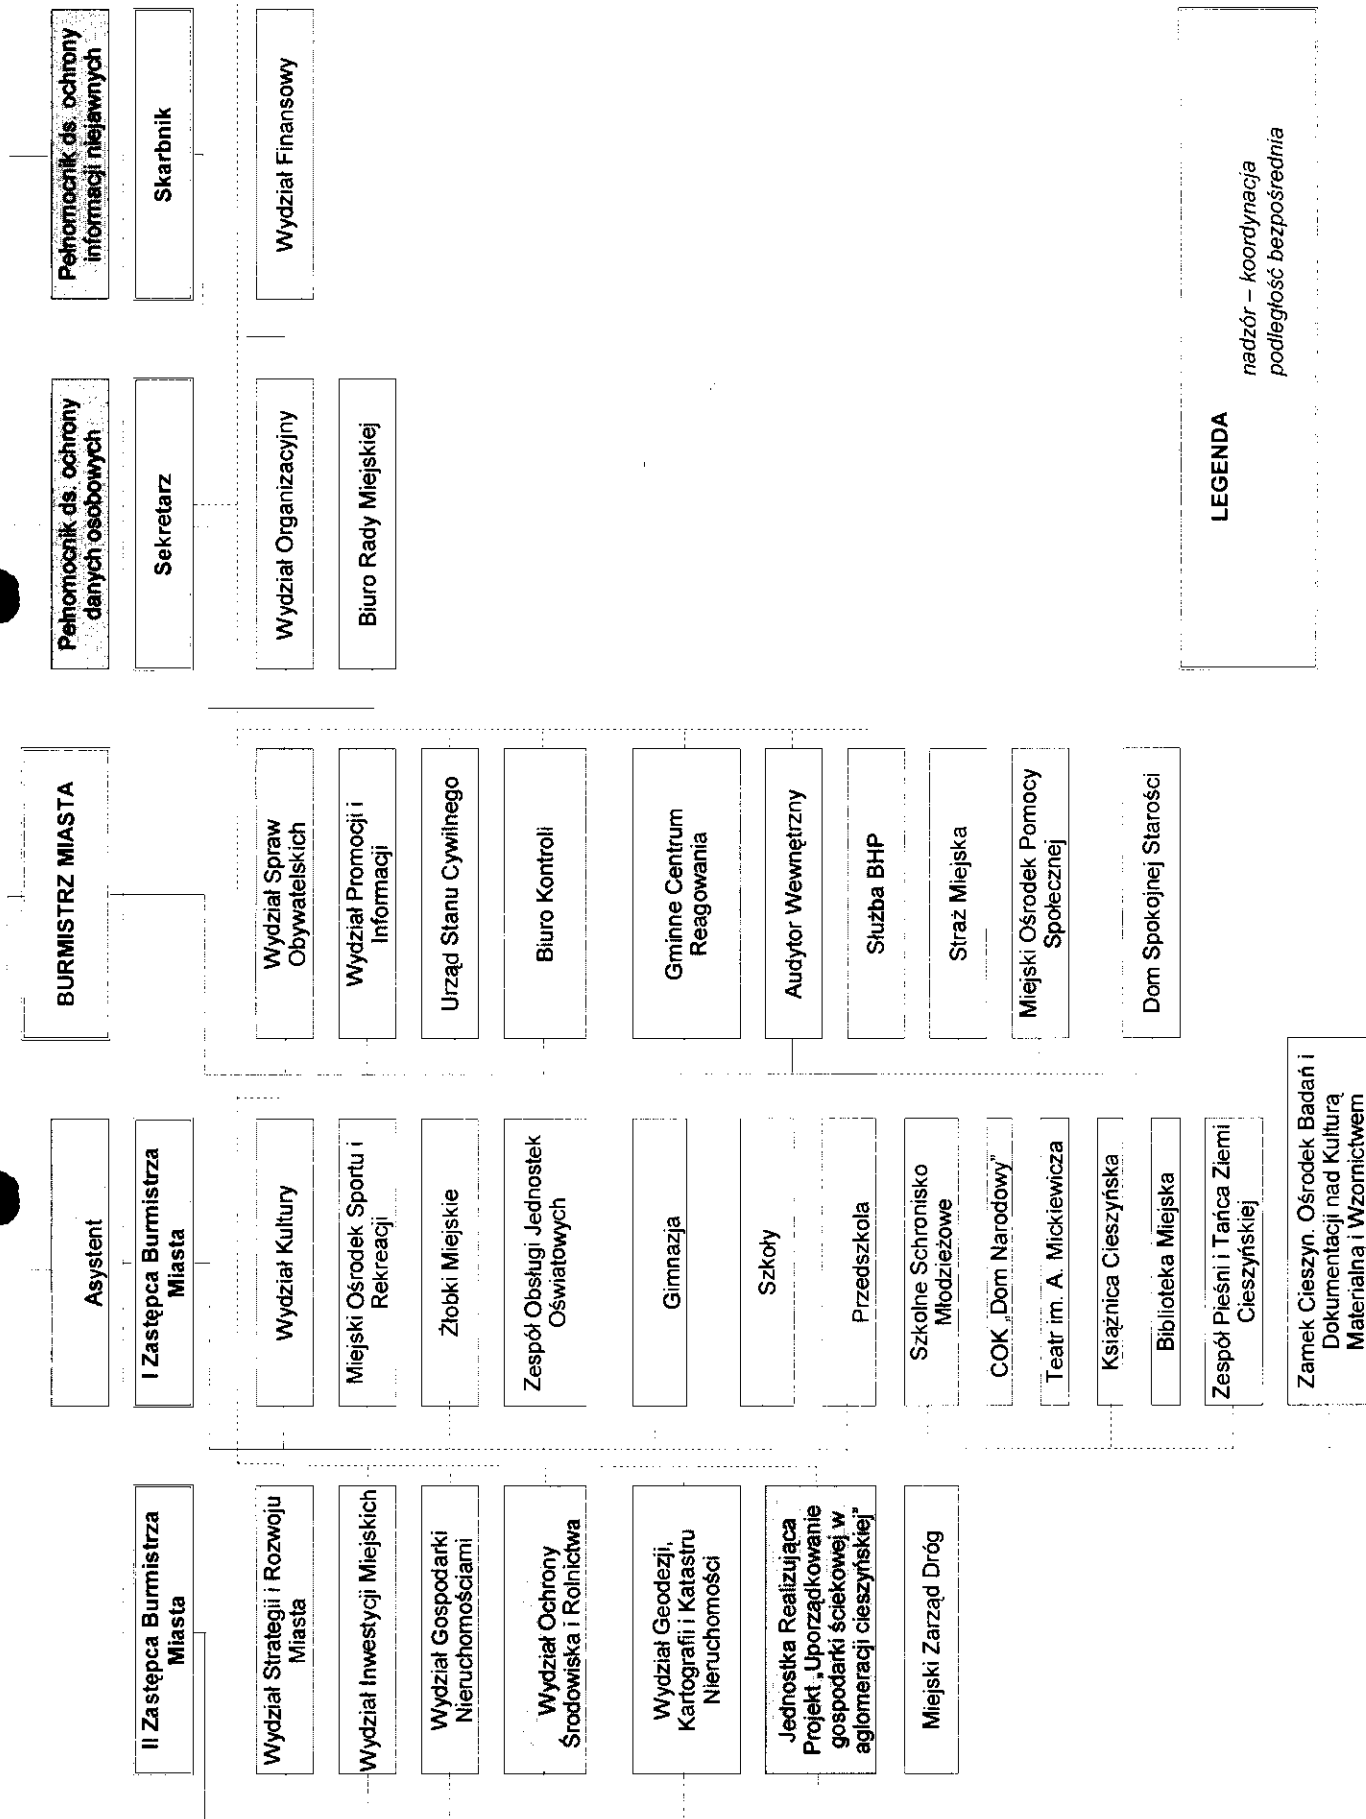 BURMISTRZ MIASTA
Asystent
Pełnomocnik ds. ochrony
danych osobowych
Pełnomocnik ds. ochrony
informacji niejawnych
II Zastępca Burmistrza
Miasta
I Zastępca Burmistrza
Miasta
Sekretarz
Skarbnik
Wydział Strategii i Rozwoju
Miasta
Wydział Inwestycji Miejskich
Wydział Gospodarki
Nieruchomościami
Wydział Ochrony
Środowiska i Rolnictwa
Wydział Geodezji,
Kartografii i Katastru
Nieruchomości
Jednostka Realizująca
Projekt „Uporządkowanie
gospodarki ściekowej w
aglomeracji cieszyńskiej”
Miejski Zarząd Dróg
Wydział Kultury
Miejski Ośrodek Sportu i
Rekreacji
Żłobki Miejskie
Zespół Obsługi Jednostek
Oświatowych
Gimnazja
Szkoły
Przedszkola
Szkolne Schronisko
Młodzieżowe
COK „Dom Narodowy”
Teatr im. A. Mickiewicza
Książnica Cieszyńska
Biblioteka Miejska
Zespół Pieśni i Tańca Ziemi
Cieszyńskiej
Zamek Cieszyn. Ośrodek Badań i
Dokumentacji nad Kulturą
Materialną i Wzornictwem
Wydział Spraw
Obywatelskich
Wydział Promocji i
Informacji
Urząd Stanu Cywilnego
Biuro Kontroli
Gminne Centrum
Reagowania
Audytor Wewnętrzny
Służba BHP
Straż Miejska
Miejski Ośrodek Pomocy
Społecznej
Dom Spokojnej Starości
Wydział Organizacyjny
Biuro Rady Miejskiej
Wydział Finansowy
LEGENDA
nadzór – koordynacja
podległość bezpośrednia